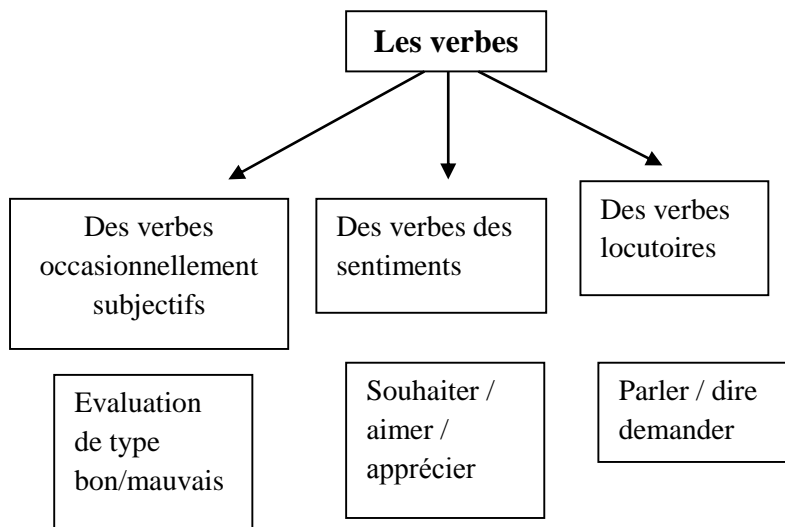 Les verbes
Des verbes
occasionnellement
subjectifs
Des verbes des
sentiments
Des verbes
locutoires
Evaluation
de type
bon/mauvais
Souhaiter /
aimer /
apprécier
Parler / dire
demander